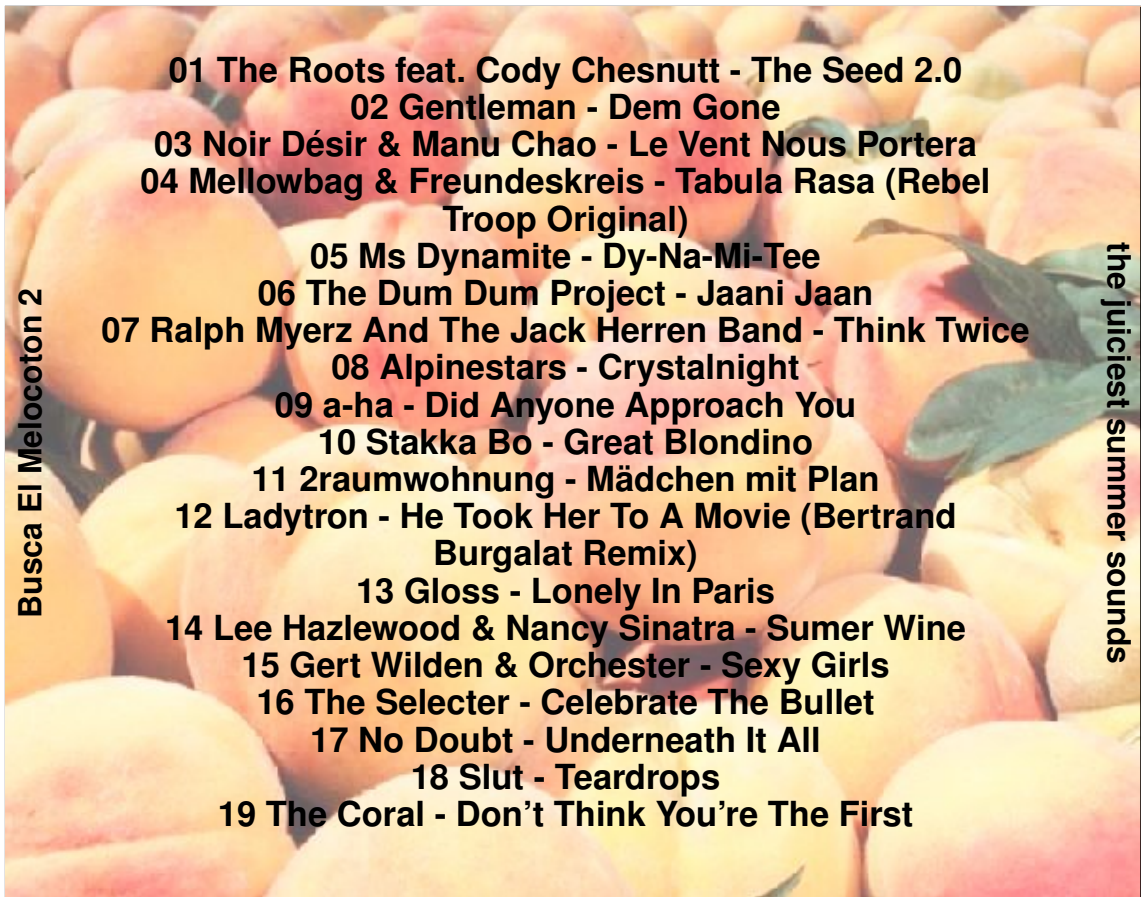 01 The Roots feat. Cody Chesnutt - The Seed 2.0
02 Gentleman - Dem Gone
03 Noir Désir & Manu Chao - Le Vent Nous Portera
04 Mellowbag & Freundeskreis - Tabula Rasa (Rebel
Troop Original)
05 Ms Dynamite - Dy-Na-Mi-Tee
06 The Dum Dum Project - Jaani Jaan
07 Ralph Myerz And The Jack Herren Band - Think Twice
08 Alpinestars - Crystalnight
09 a-ha - Did Anyone Approach You
10 Stakka Bo - Great Blondino
11 2raumwohnung - Mädchen mit Plan
12 Ladytron - He Took Her To A Movie (Bertrand
Burgalat Remix)
13 Gloss - Lonely In Paris
14 Lee Hazlewood & Nancy Sinatra - Sumer Wine
15 Gert Wilden & Orchester - Sexy Girls
16 The Selecter - Celebrate The Bullet
17 No Doubt - Underneath It All
18 Slut - Teardrops
19 The Coral - Don't Think You're The First
Busca El Melocoton 2
the juiciest summer sounds